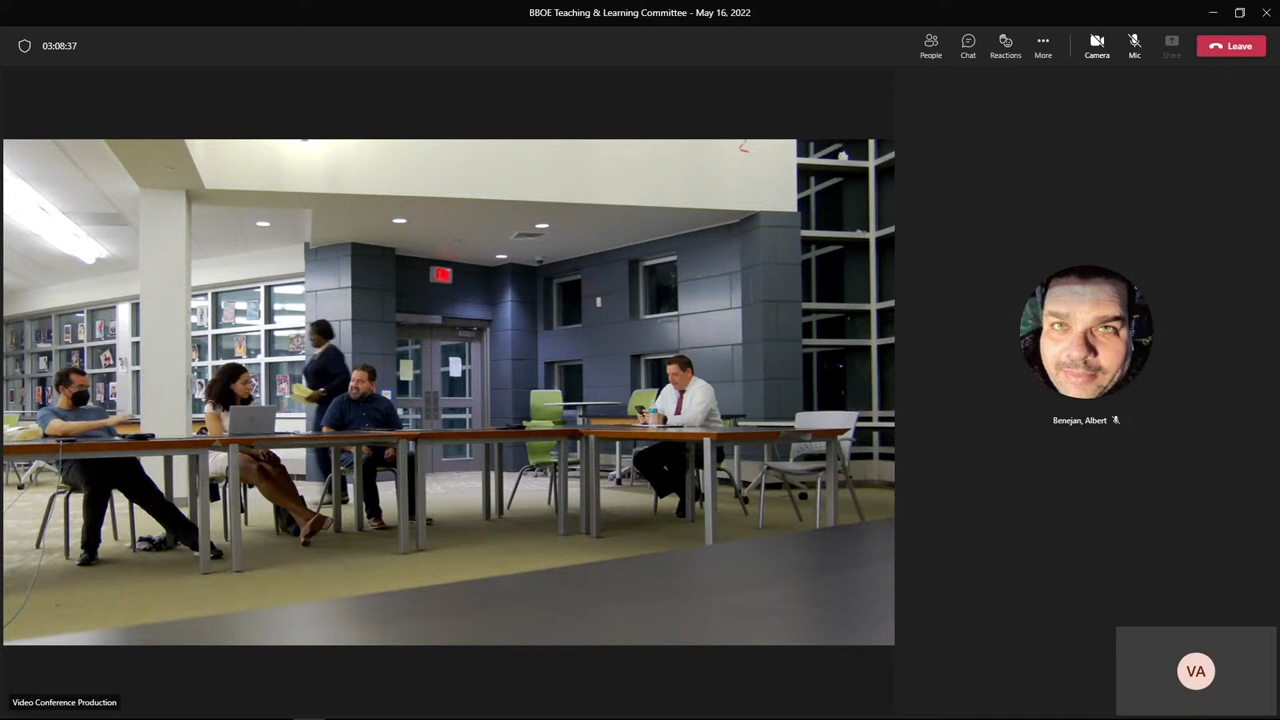 BBOE Teaching & Learning Committee - May 16, 2022
03:08:37
People
Chat
Reactions
More
Camera
Mic
Share
Leave
Benejan, Albert
VA
Video Conference Production